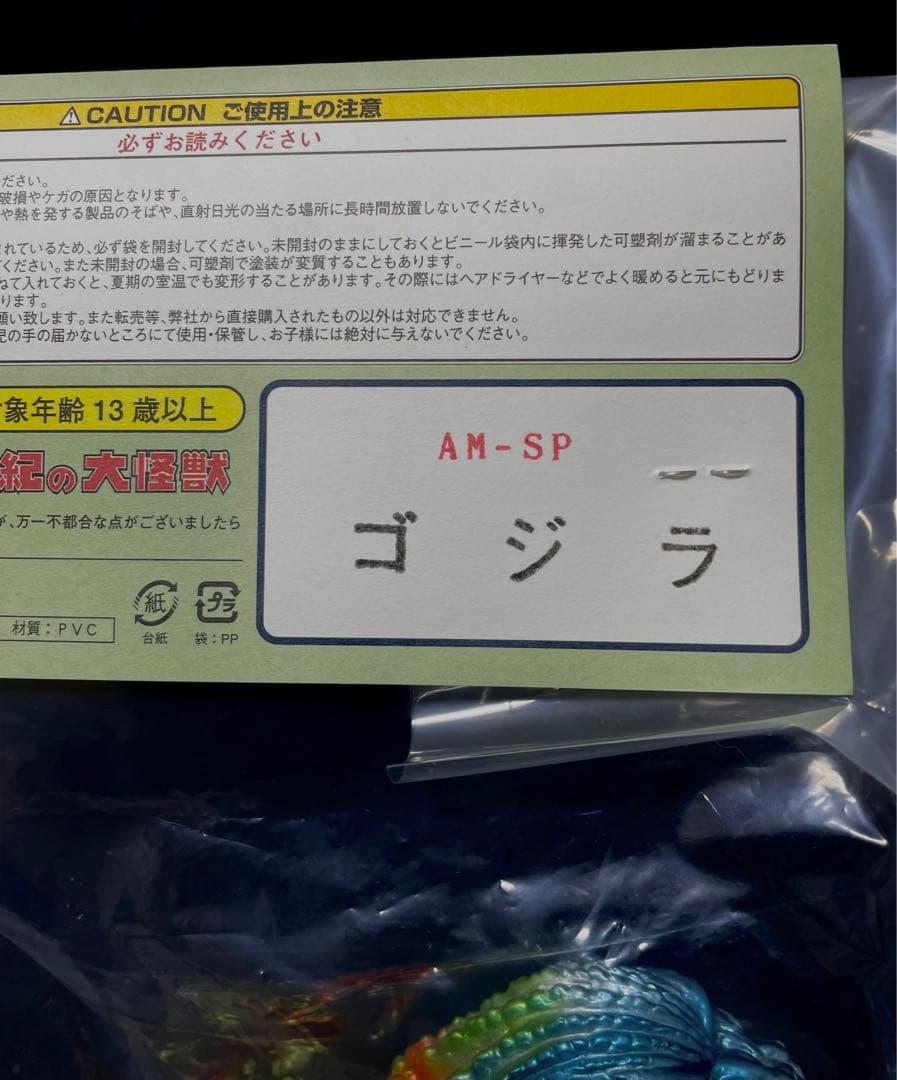 CAUTION ご使用上の注意
必ずお読みください
ださい。
破損やケガの原因となります。
や熱を発する製品のそばや、直射日光の当たる場所に長時間放置しないでください。
れているため、必ず袋を開封してください。未開封のままにしておくとビニール袋内に揮発した可塑剤が溜まることがあ
ください。また未開封の場合、可塑剤で塗装が変質することもあります。
ねて入れておくと、夏期の室温でも変形することがあります。その際にはヘアドライヤーなどでよく暖めると元にもどりま
ります。
願い致します。また転売等、弊社から直接購入されたもの以外は対応できません。
児の手の届かないところにて使用・保管し、お子様には絶対に与えないでください。
対象年齢 13 歳以上
紀の大怪獣
が、万一不都合な点がございましたら
材質：PVC
紙
台紙
プラ
袋：PP
AM-SP
ゴジラ